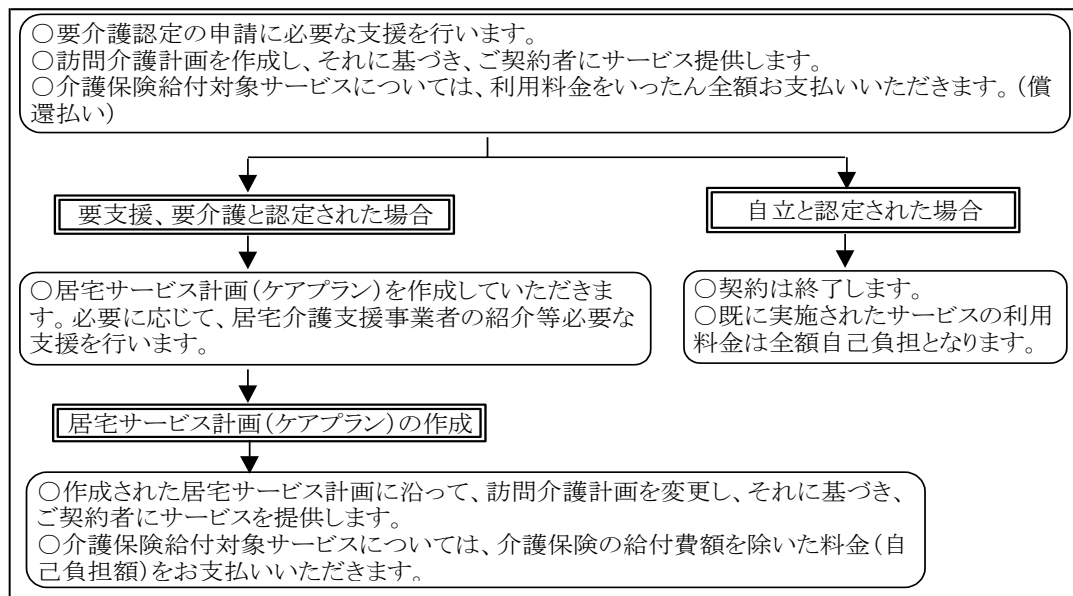 ○要介護認定の申請に必要な支援を行います。
○訪問介護計画を作成し、それに基づき、ご契約者にサービス提供します。
○介護保険給付対象サービスについては、利用料金をいったん全額お支払いいただきます。(償
還払い)
要支援、要介護と認定された場合
自立と認定された場合
○居宅サービス計画(ケアプラン)を作成していただきま
す。必要に応じて、居宅介護支援事業者の紹介等必要な
支援を行います。
○契約は終了します。
○既に実施されたサービスの利用
料金は全額自己負担となります。
居宅サービス計画(ケアプラン)の作成
○作成された居宅サービス計画に沿って、訪問介護計画を変更し、それに基づき、
ご契約者にサービスを提供します。
○介護保険給付対象サービスについては、介護保険の給付費額を除いた料金(自
己負担額)をお支払いいただきます。